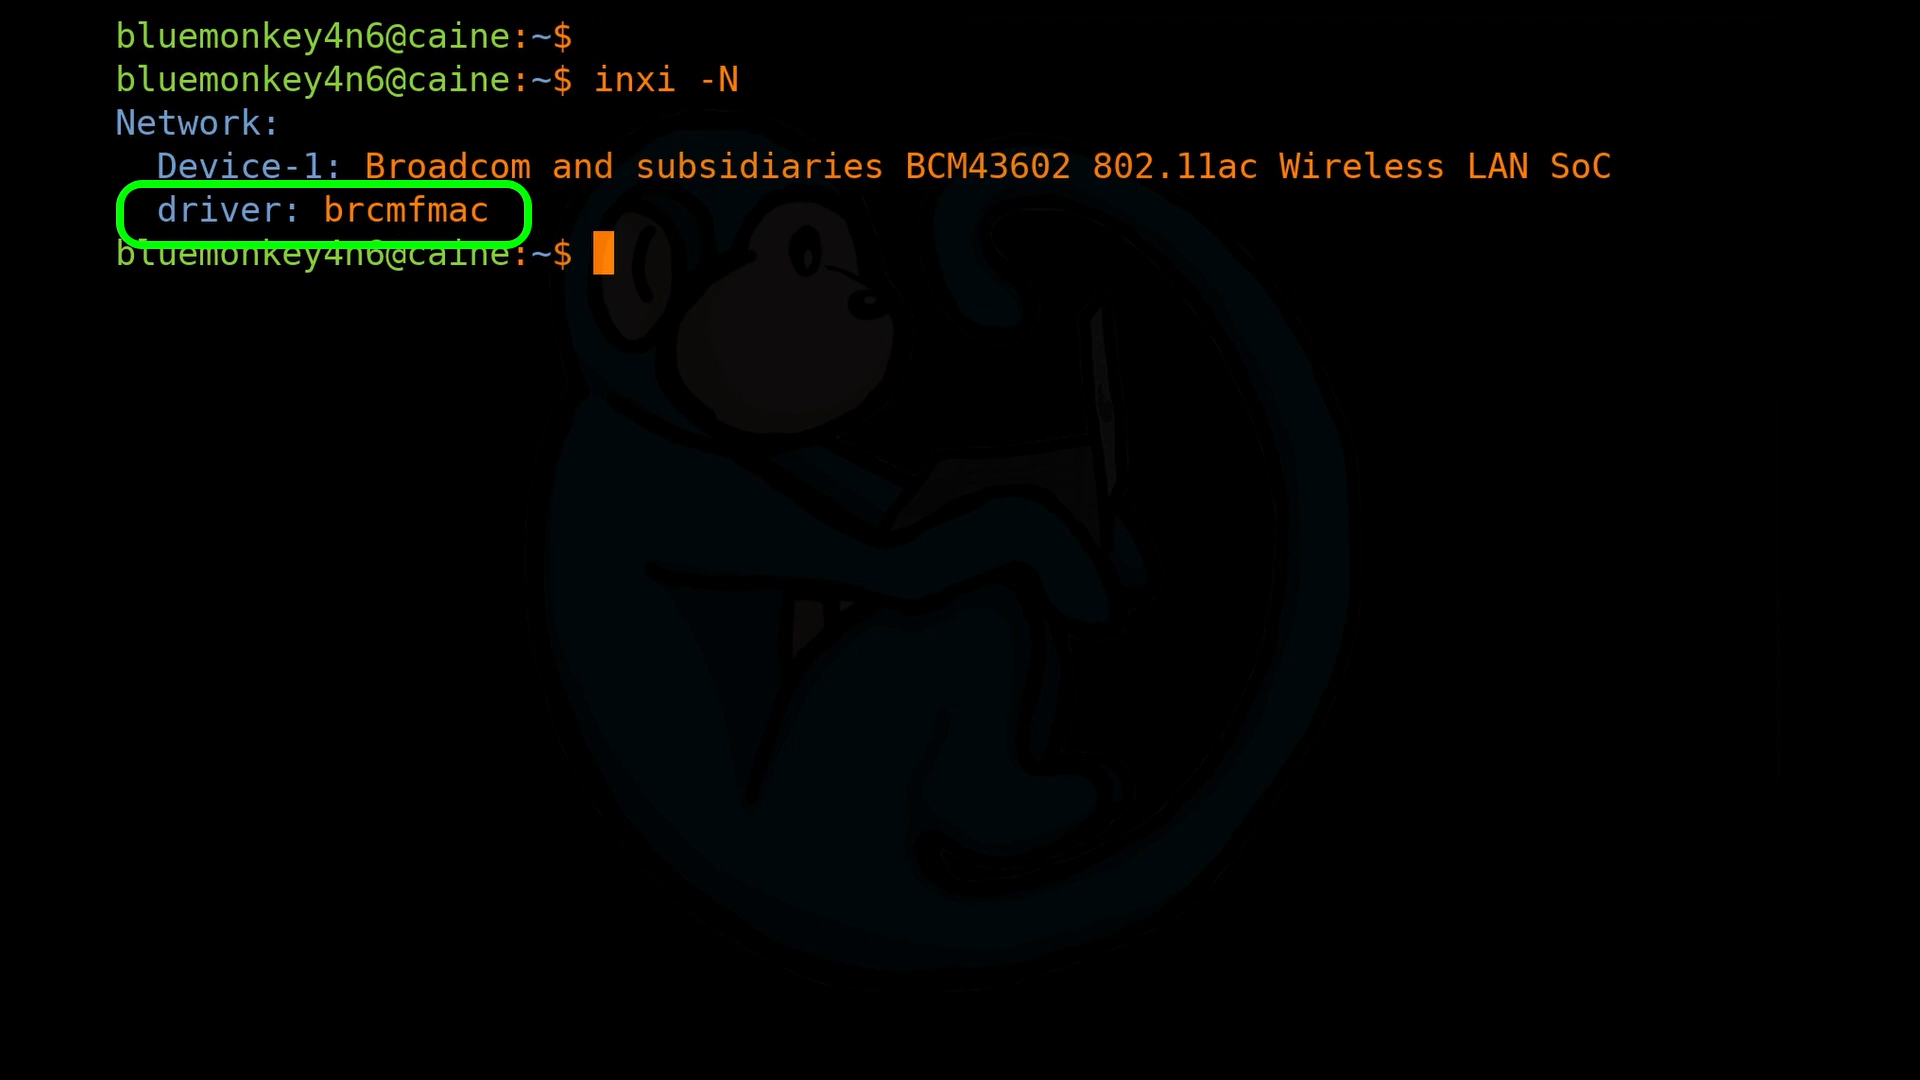 bluemonkey4n6@caine:~$
bluemonkey4n6@caine:~$ inxi -N
Network:
  Device-1: Broadcom and subsidiaries BCM43602 802.11ac Wireless LAN SoC
  driver: brcmfmac
bluemonkey4n6@caine:~$